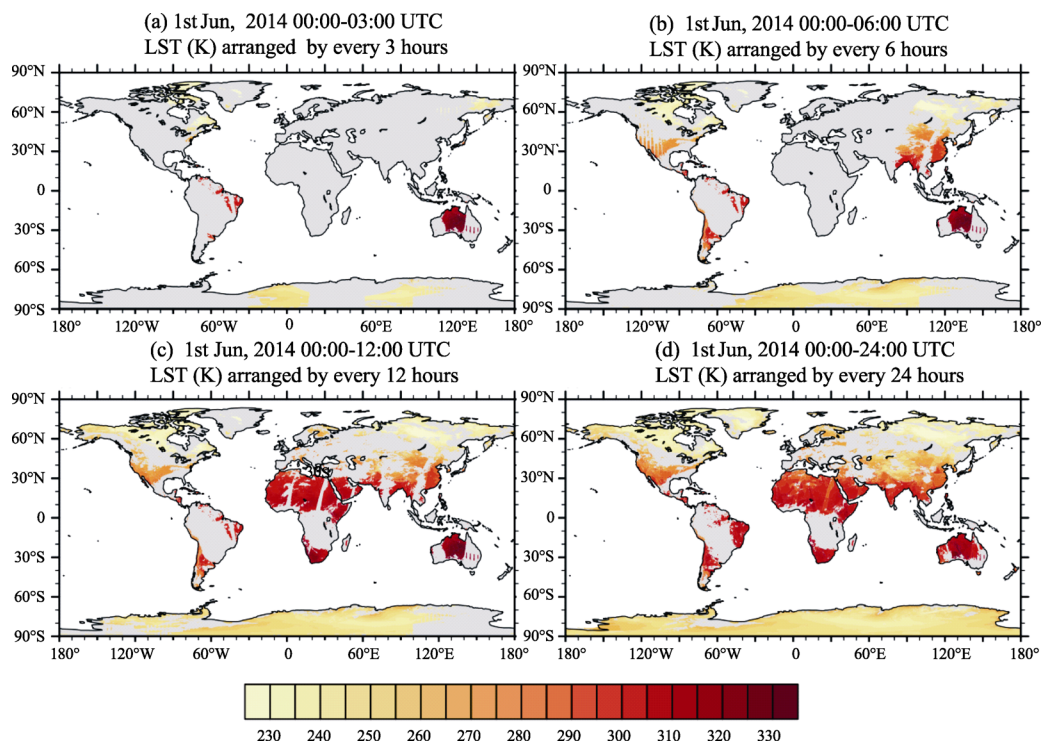 (a) 1st Jun, 2014 00:00-03:00 UTC
LST (K) arranged by every 3 hours
(b) 1st Jun, 2014 00:00-06:00 UTC
LST (K) arranged by every 6 hours
90°N
60°N
30°N
0
30°S
60°S
90°S
180° 120°W 60°W 0 60°E 120°E 180°
90°N
60°N
30°N
0
30°S
60°S
90°S
180° 120°W 60°W 0 60°E 120°E 180°
(c) 1st Jun, 2014 00:00-12:00 UTC
LST (K) arranged by every 12 hours
(d) 1st Jun, 2014 00:00-24:00 UTC
LST (K) arranged by every 24 hours
90°N
60°N
30°N
0
30°S
60°S
90°S
180° 120°W 60°W 0 60°E 120°E 180°
90°N
60°N
30°N
0
30°S
60°S
90°S
180° 120°W 60°W 0 60°E 120°E 180°
230 240 250 260 270 280 290 300 310 320 330